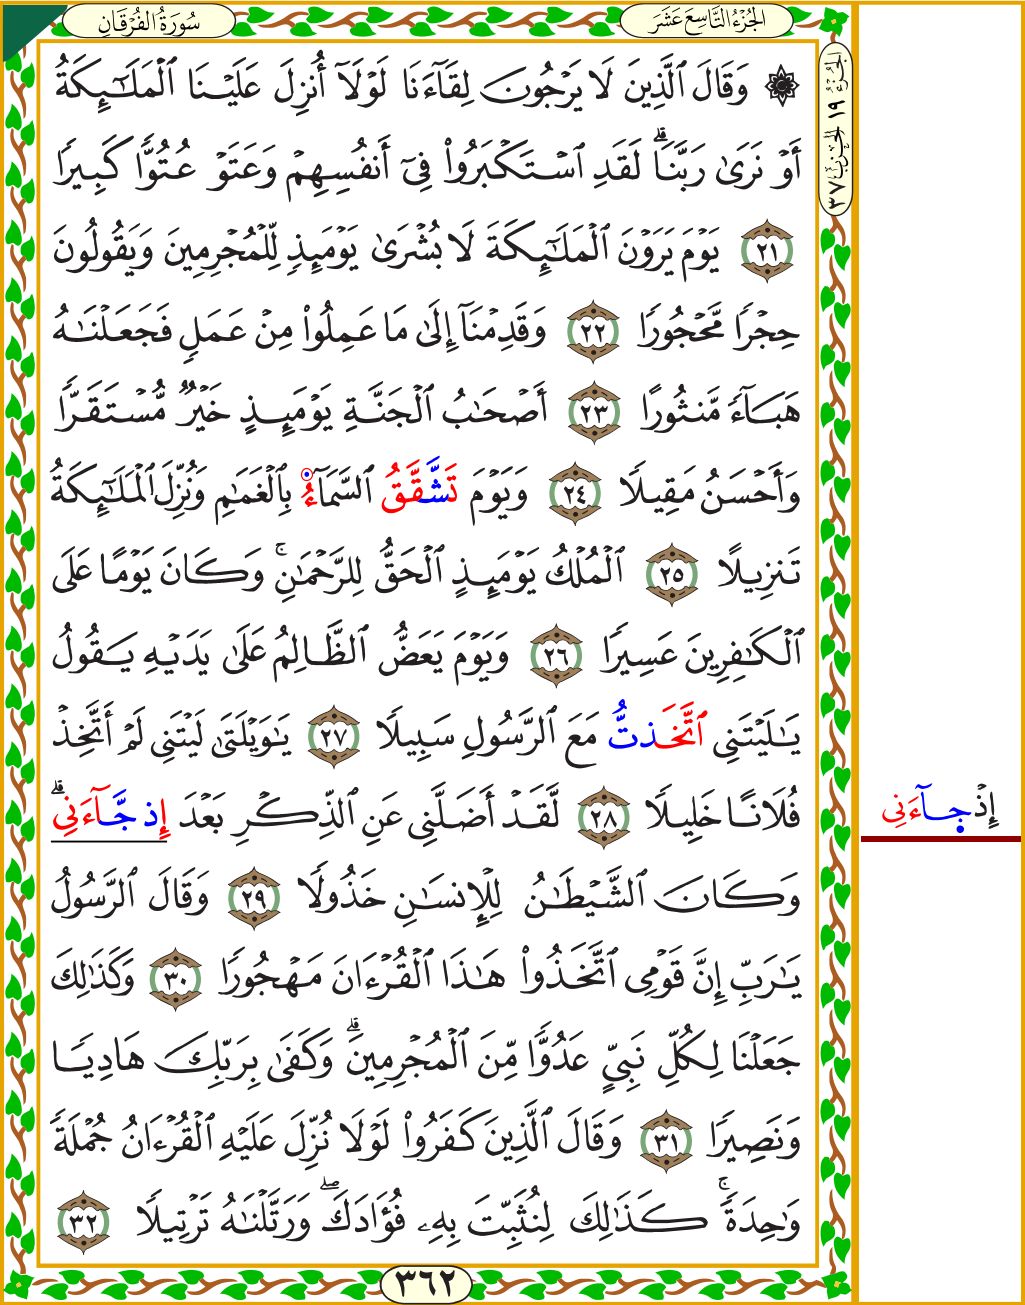 سُورَةُ الفُرْقَانِ
الجُزْءُ التَّاسِعَ عَشَرَ
الجزء ١٩ الحزب ٣٧
۞ وَقَالَ ٱلَّذِينَ لَا يَرْجُونَ لِقَآءَنَا لَوْلَآ أُنزِلَ عَلَيْنَا ٱلْمَلَٰٓئِكَةُ
أَوْ نَرَىٰ رَبَّنَا ۗ لَقَدِ ٱسْتَكْبَرُوا۟ فِىٓ أَنفُسِهِمْ وَعَتَوْ عُتُوًّا كَبِيرًا
٢١ يَوْمَ يَرَوْنَ ٱلْمَلَٰٓئِكَةَ لَا بُشْرَىٰ يَوْمَئِذٍ لِّلْمُجْرِمِينَ وَيَقُولُونَ
حِجْرًا مَّحْجُورًا ٢٢ وَقَدِمْنَآ إِلَىٰ مَا عَمِلُوا۟ مِنْ عَمَلٍ فَجَعَلْنَٰهُ
هَبَآءً مَّنثُورًا ٢٣ أَصْحَٰبُ ٱلْجَنَّةِ يَوْمَئِذٍ خَيْرٌ مُّسْتَقَرًّا
وَأَحْسَنُ مَقِيلًا ٢٤ وَيَوْمَ تَشَّقَّقُ ٱلسَّمَآءُ بِٱلْغَمَٰمِ وَنُزِّلَ ٱلْمَلَٰٓئِكَةُ
تَنزِيلًا ٢٥ ٱلْمُلْكُ يَوْمَئِذٍ ٱلْحَقُّ لِلرَّحْمَٰنِ ۚ وَكَانَ يَوْمًا عَلَى
ٱلْكَٰفِرِينَ عَسِيرًا ٢٦ وَيَوْمَ يَعَضُّ ٱلظَّالِمُ عَلَىٰ يَدَيْهِ يَقُولُ
يَٰلَيْتَنِى ٱتَّخَذتُّ مَعَ ٱلرَّسُولِ سَبِيلًا ٢٧ يَٰوَيْلَتَىٰ لَيْتَنِى لَمْ أَتَّخِذْ
فُلَانًا خَلِيلًا ٢٨ لَّقَدْ أَضَلَّنِى عَنِ ٱلذِّكْرِ بَعْدَ إِذ جَّآءَنِى ۗ
إِذْ جَآءَنِى
وَكَانَ ٱلشَّيْطَٰنُ لِلْإِنسَٰنِ خَذُولًا ٢٩ وَقَالَ ٱلرَّسُولُ
يَٰرَبِّ إِنَّ قَوْمِى ٱتَّخَذُوا۟ هَٰذَا ٱلْقُرْءَانَ مَهْجُورًا ٣٠ وَكَذَٰلِكَ
جَعَلْنَا لِكُلِّ نَبِىٍّ عَدُوًّا مِّنَ ٱلْمُجْرِمِينَ ۗ وَكَفَىٰ بِرَبِّكَ هَادِيًا
وَنَصِيرًا ٣١ وَقَالَ ٱلَّذِينَ كَفَرُوا۟ لَوْلَا نُزِّلَ عَلَيْهِ ٱلْقُرْءَانُ جُمْلَةً
وَٰحِدَةً ۚ كَذَٰلِكَ لِنُثَبِّتَ بِهِۦ فُؤَادَكَ ۖ وَرَتَّلْنَٰهُ تَرْتِيلًا ٣٢
٣٦٢